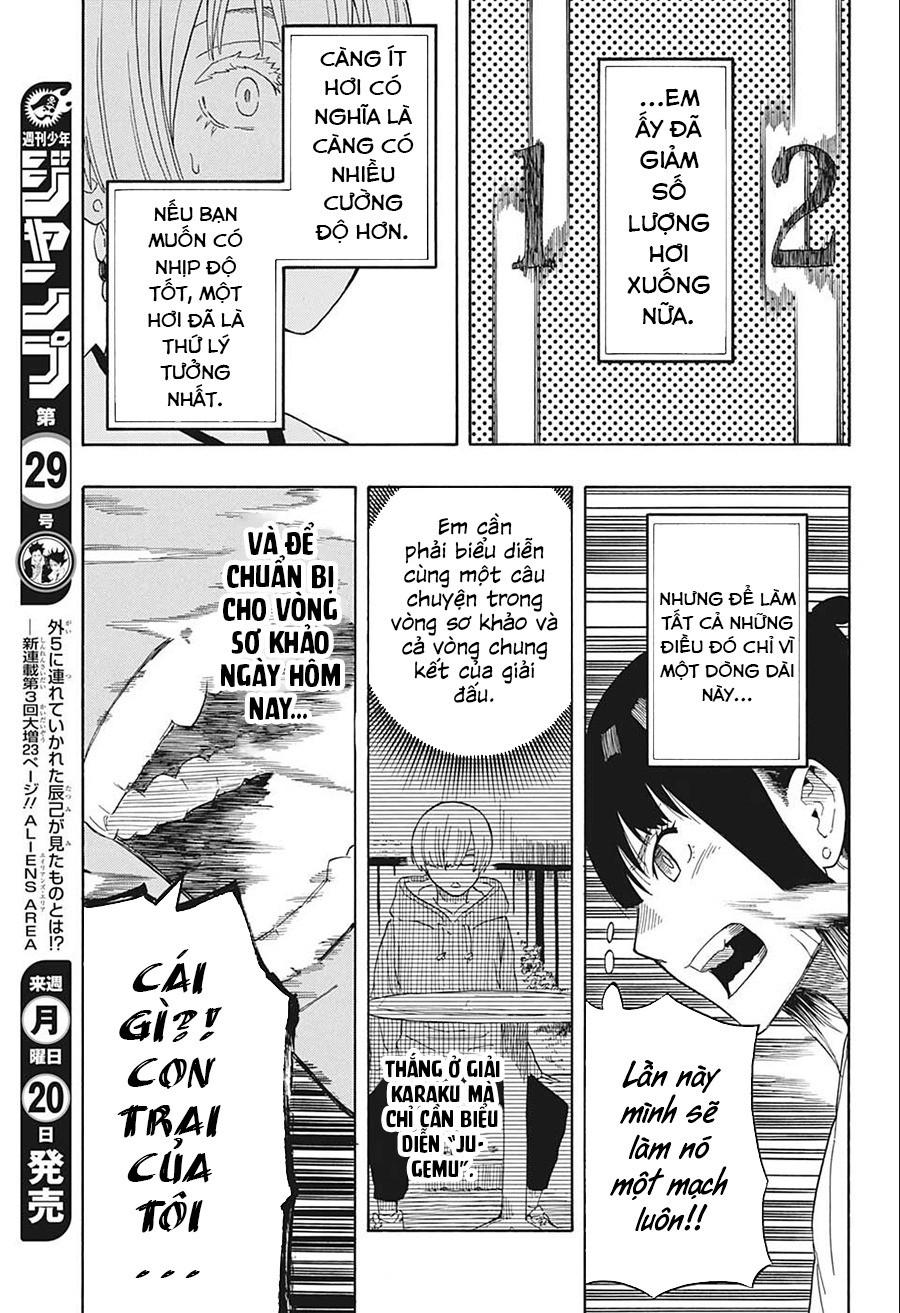 2
…EM
ẤY ĐÃ
GIẢM
SỐ
LƯỢNG
HƠI
XUỐNG
NỮA.
1
CÀNG ÍT
HƠI CÓ
NGHĨA LÀ
CÀNG CÓ
NHIỀU
CƯỜNG
ĐỘ HƠN.
NẾU BẠN
MUỐN CÓ
NHỊP ĐỘ
TỐT, MỘT
HƠI ĐÃ LÀ
THỨ LÝ
TƯỞNG
NHẤT.
NHƯNG ĐỂ LÀM
TẤT CẢ NHỮNG
ĐIỀU ĐÓ CHỈ VÌ
MỘT DÒNG DÀI
NÀY...
Lần này
mình sẽ
làm nó
một mạch
luôn!!
Em cần
phải biểu diễn
cùng một câu
chuyện trong
vòng sơ khảo và
cả vòng chung
kết của giải
đấu.
THẮNG Ở GIẢI
KARAKU MÀ
CHỈ CẦN BIỂU
DIỄN "JU-
GEMU".
VÀ ĐỂ
CHUẨN BỊ
CHO VÒNG
SƠ KHẢO
NGÀY HÔM
NAY...
CÁI
GÌ?!
CON
TRAI
CỦA
TÔI
...
週刊少年
ジャンプ
第
29
号
外5に連れていかれた辰己が見たものとは!?
―新連載第3回大増23ページ!! ALIENS AREA
来週
月
曜日
20
日
発売